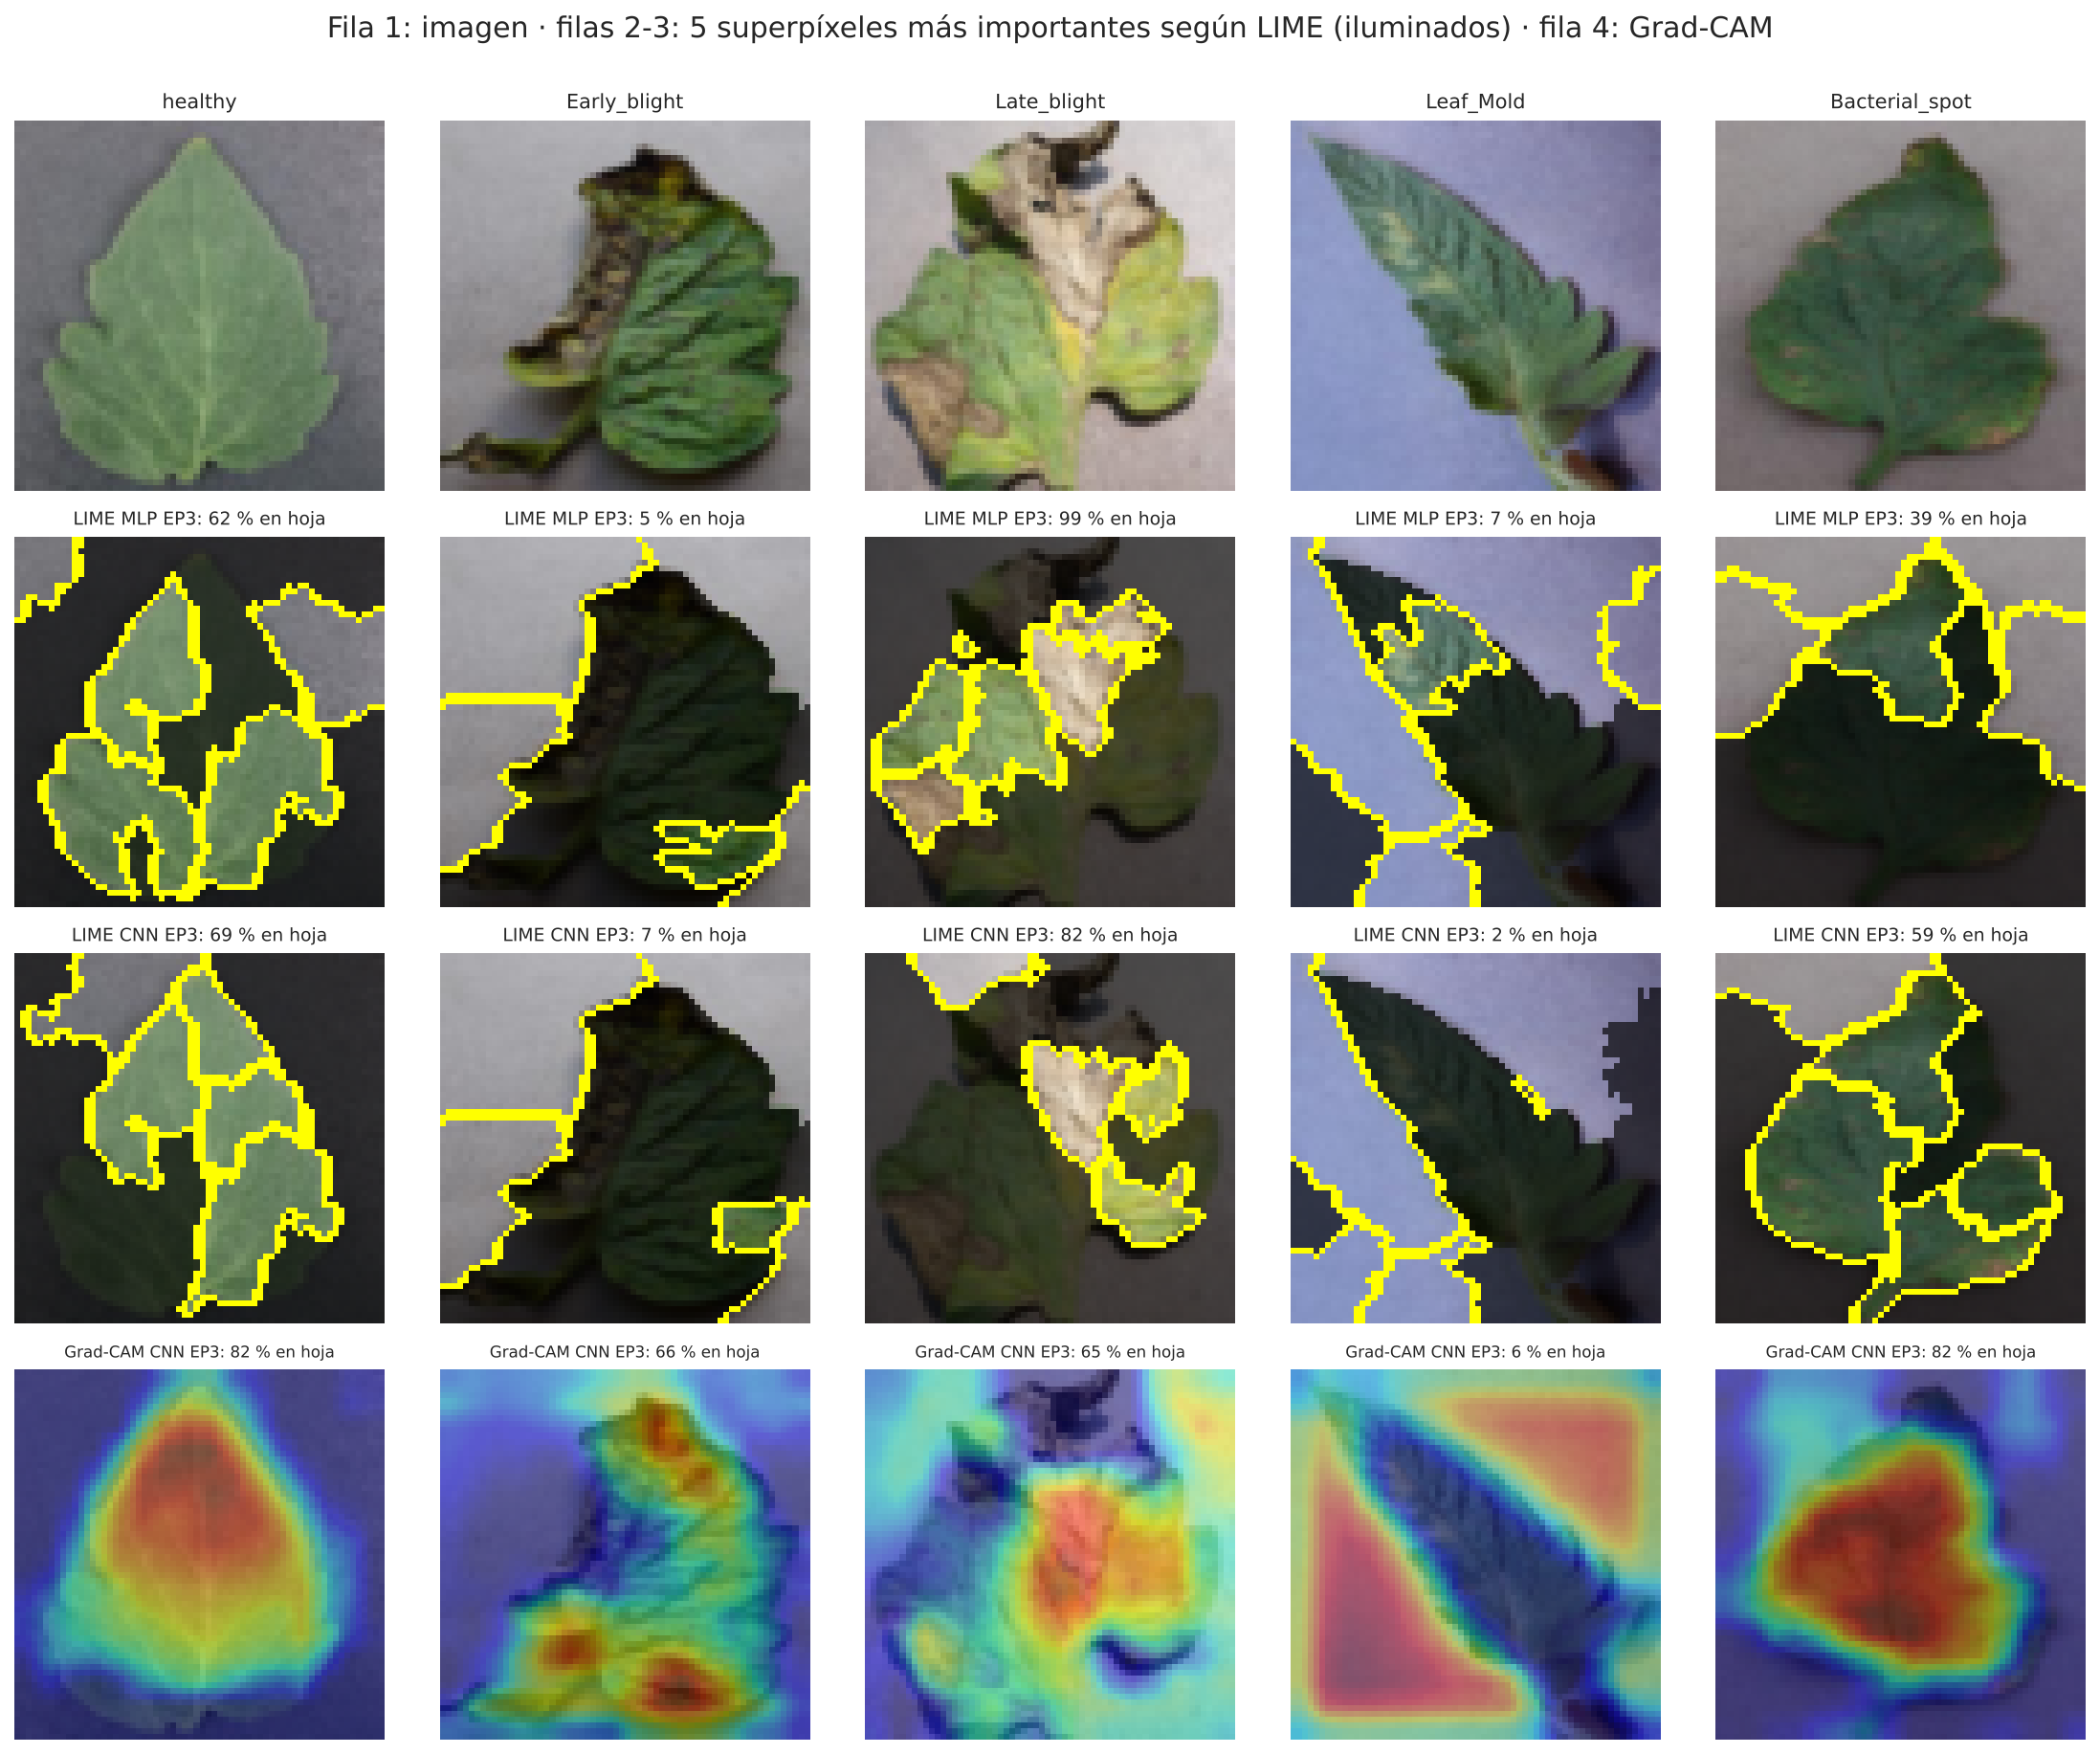 Fila 1: imagen · filas 2-3: 5 superpíxeles más importantes según LIME (iluminados) · fila 4: Grad-CAM
healthy
Early_blight
Late_blight
Leaf_Mold
Bacterial_spot
LIME MLP EP3: 62 % en hoja
LIME MLP EP3: 5 % en hoja
LIME MLP EP3: 99 % en hoja
LIME MLP EP3: 7 % en hoja
LIME MLP EP3: 39 % en hoja
LIME CNN EP3: 69 % en hoja
LIME CNN EP3: 7 % en hoja
LIME CNN EP3: 82 % en hoja
LIME CNN EP3: 2 % en hoja
LIME CNN EP3: 59 % en hoja
Grad-CAM CNN EP3: 82 % en hoja
Grad-CAM CNN EP3: 66 % en hoja
Grad-CAM CNN EP3: 65 % en hoja
Grad-CAM CNN EP3: 6 % en hoja
Grad-CAM CNN EP3: 82 % en hoja